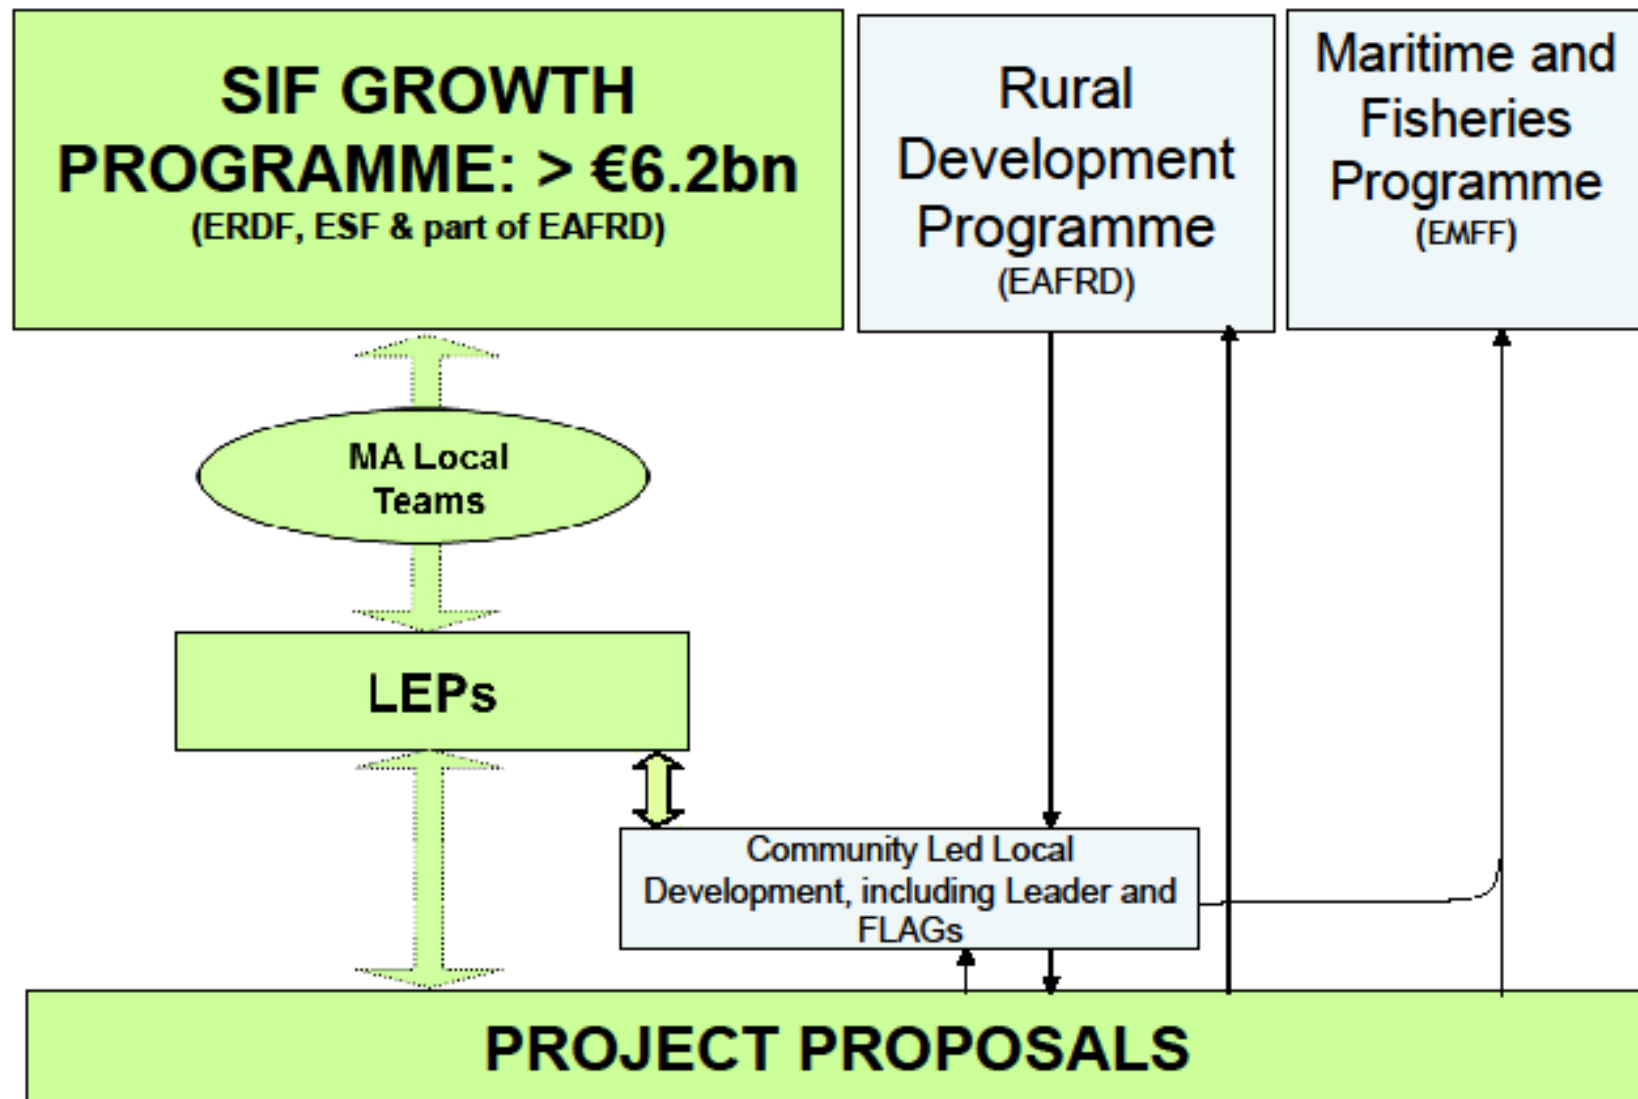 SIF GROWTH
PROGRAMME: > €6.2bn
(ERDF, ESF & part of EAFRD)
Rural
Development
Programme
(EAFRD)
Maritime and
Fisheries
Programme
(EMFF)
MA Local
Teams
LEPs
Community Led Local
Development, including Leader and
FLAGs
PROJECT PROPOSALS